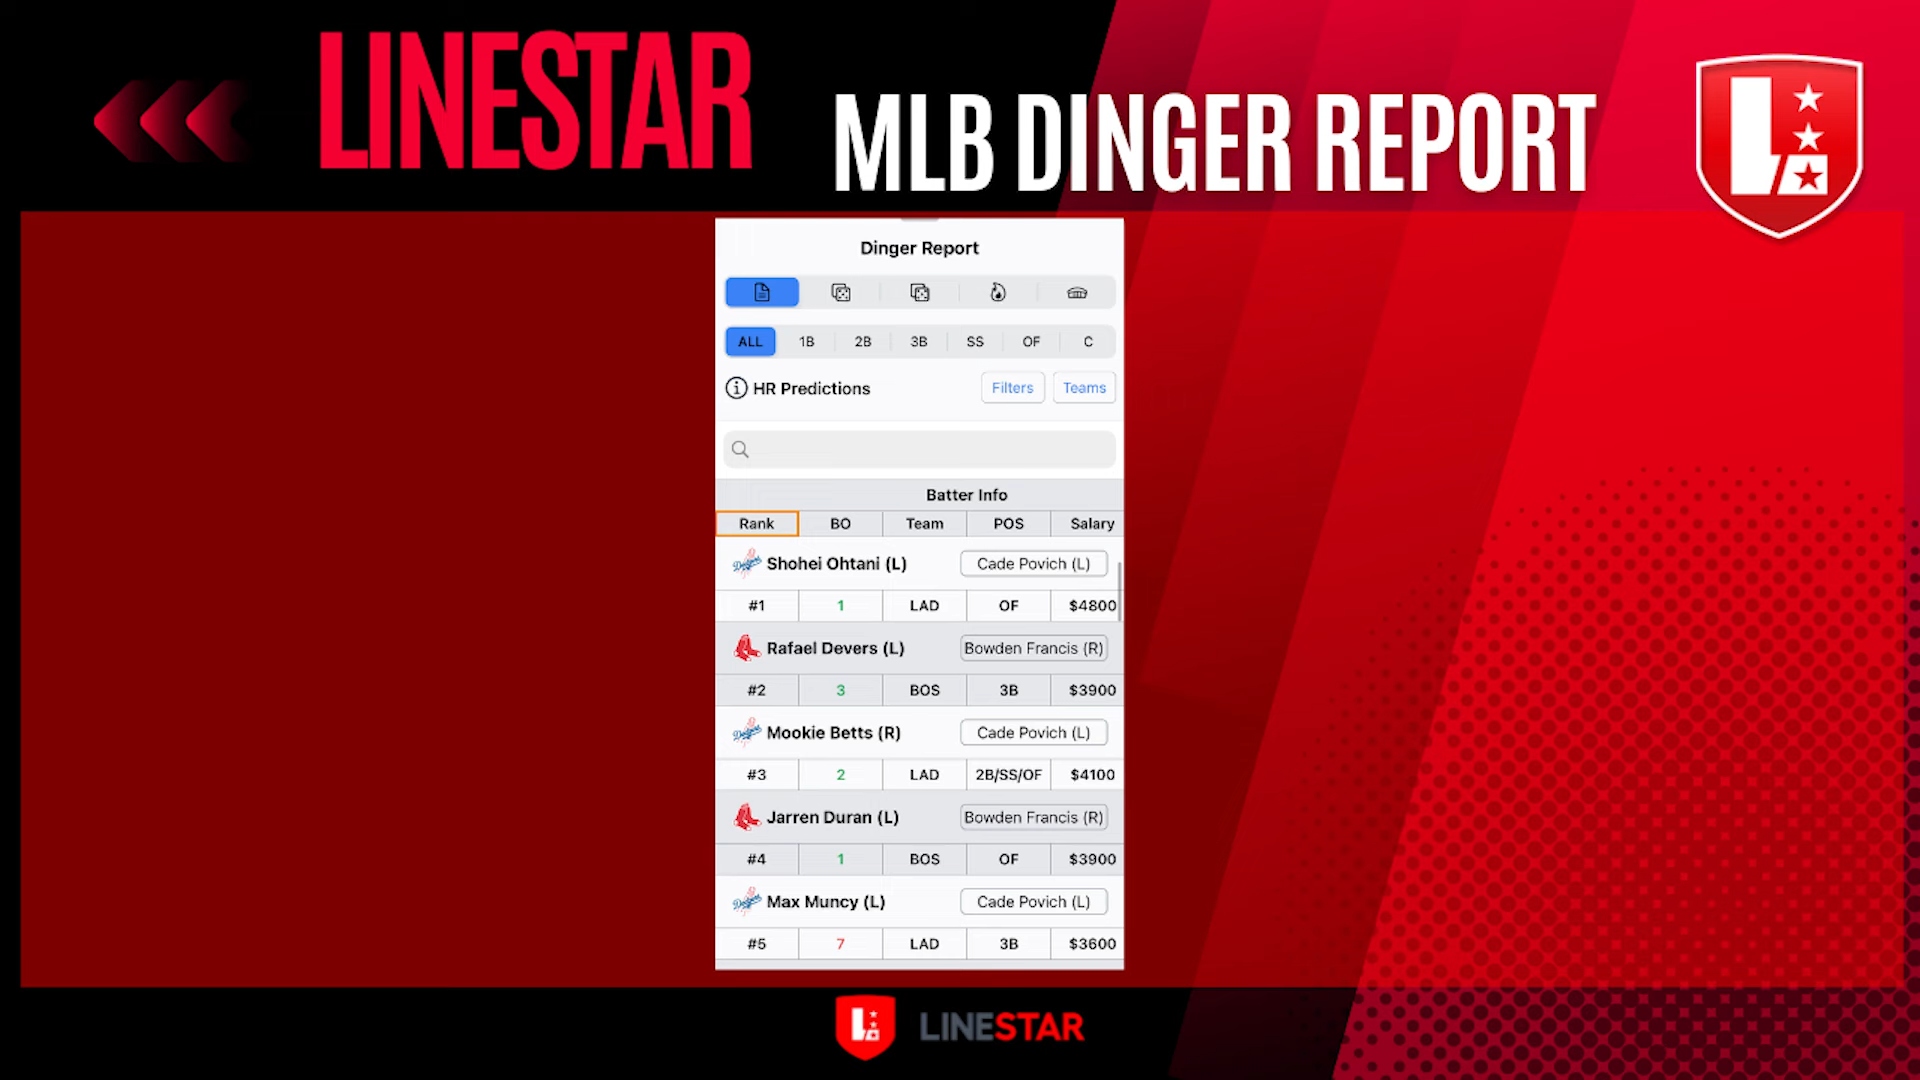 LINESTAR
MLB DINGER REPORT
Dinger Report
ALL 1B 2B 3B SS OF C
HR Predictions Filters Teams
Batter Info
Rank BO Team POS Salary
Shohei Ohtani (L) Cade Povich (L)
#1 1 LAD OF $4800
Rafael Devers (L) Bowden Francis (R)
#2 3 BOS 3B $3900
Mookie Betts (R) Cade Povich (L)
#3 2 LAD 2B/SS/OF $4100
Jarren Duran (L) Bowden Francis (R)
#4 1 BOS OF $3900
Max Muncy (L) Cade Povich (L)
#5 7 LAD 3B $3600
LINESTAR